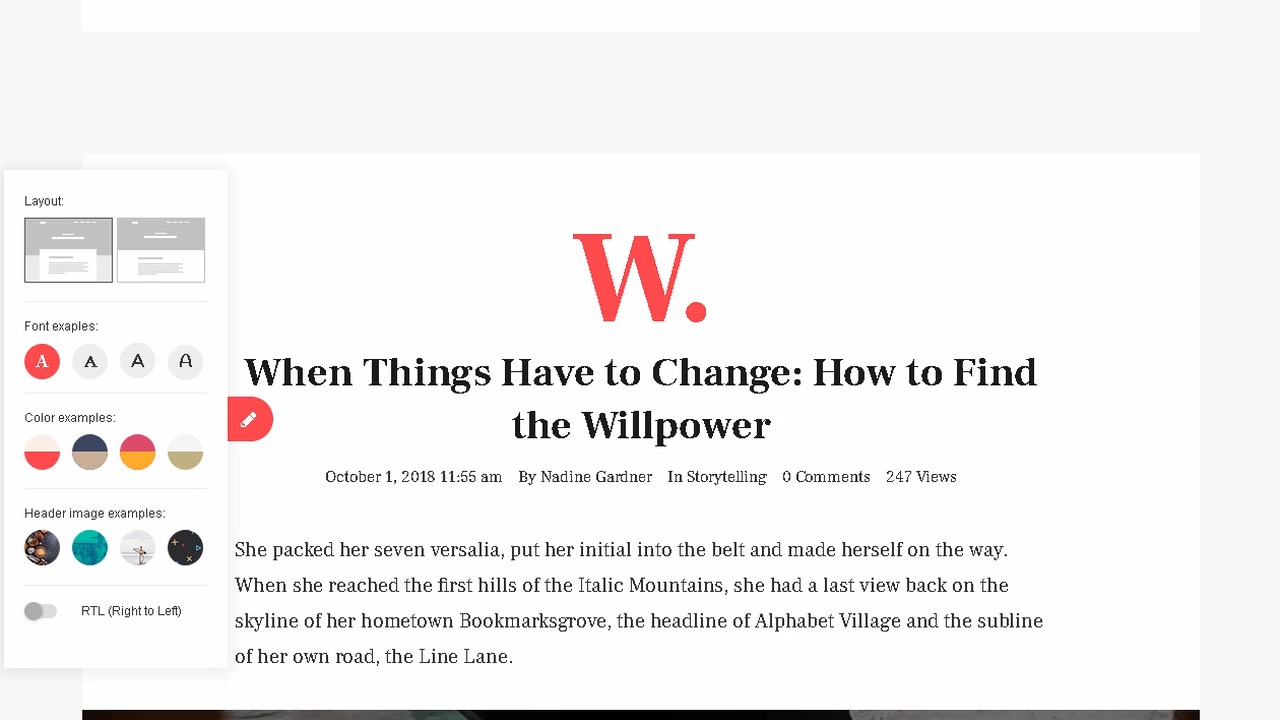 Layout:
Font exaples:
A A A A
Color examples:
Header image examples:
RTL (Right to Left)
W.
When Things Have to Change: How to Find
the Willpower
October 1, 2018 11:55 am By Nadine Gardner In Storytelling 0 Comments 247 Views
She packed her seven versalia, put her initial into the belt and made herself on the way.
When she reached the first hills of the Italic Mountains, she had a last view back on the
skyline of her hometown Bookmarksgrove, the headline of Alphabet Village and the subline
of her own road, the Line Lane.